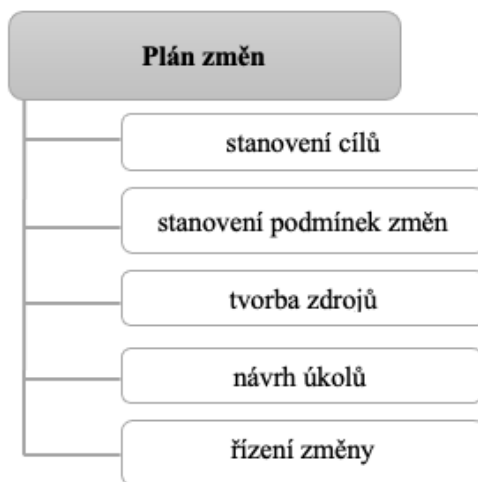 Plán změn
stanovení cílů
stanovení podmínek změn
tvorba zdrojů
návrh úkolů
řízení změny